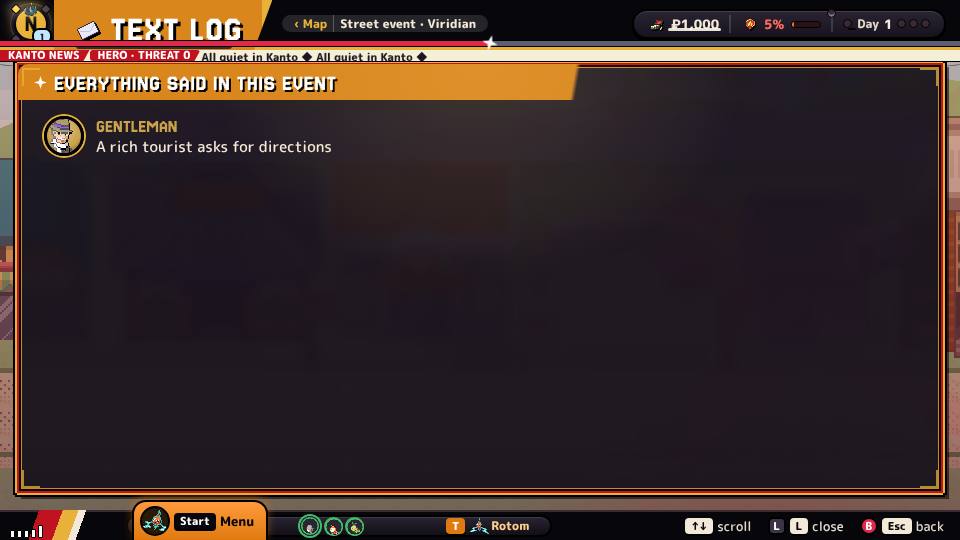 TEXT LOG
‹ Map | Street event · Viridian
₽1,000
5%
Day 1
KANTO NEWS
HERO · THREAT 0
All quiet in Kanto ◆ All quiet in Kanto ◆
EVERYTHING SAID IN THIS EVENT
GENTLEMAN
A rich tourist asks for directions
Start Menu
T Rotom
↑↓ scroll
L L close
B Esc back